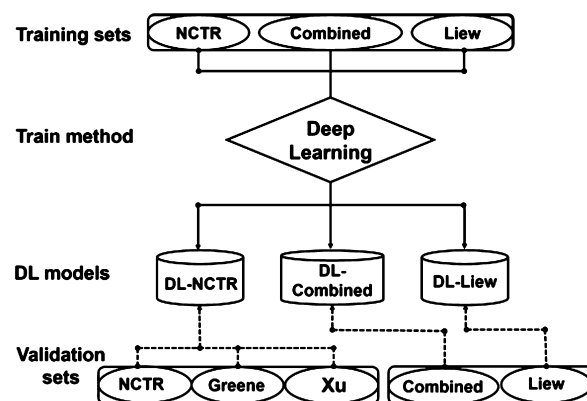 Training sets
NCTR
Combined
Liew
Train method
Deep
Learning
DL models
DL-NCTR
DL-
Combined
DL-Liew
Validation
sets
NCTR
Greene
Xu
Combined
Liew